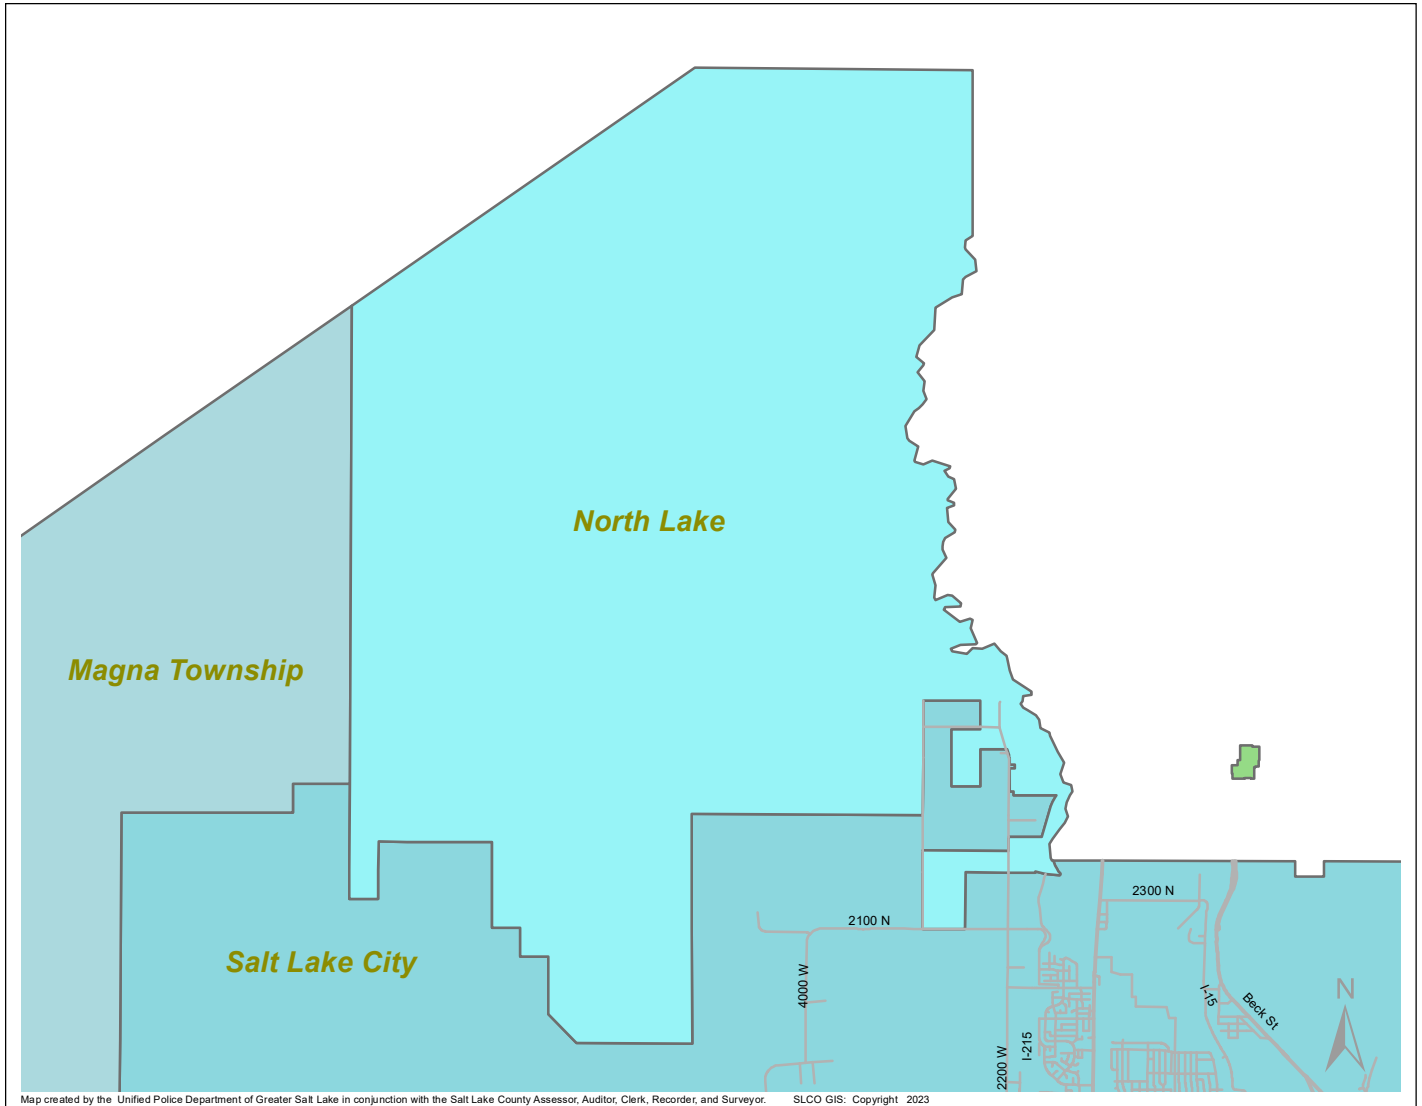 North Lake
Magna Township
2300 N
2100 N
Salt Lake City
4000 W
I-15
Beck St
N
I-215
2200 W
Map created by the Unified Police Department of Greater Salt Lake in conjunction with the Salt Lake County Assessor, Auditor, Clerk, Recorder, and Surveyor. SLCO GIS: Copyright 2023